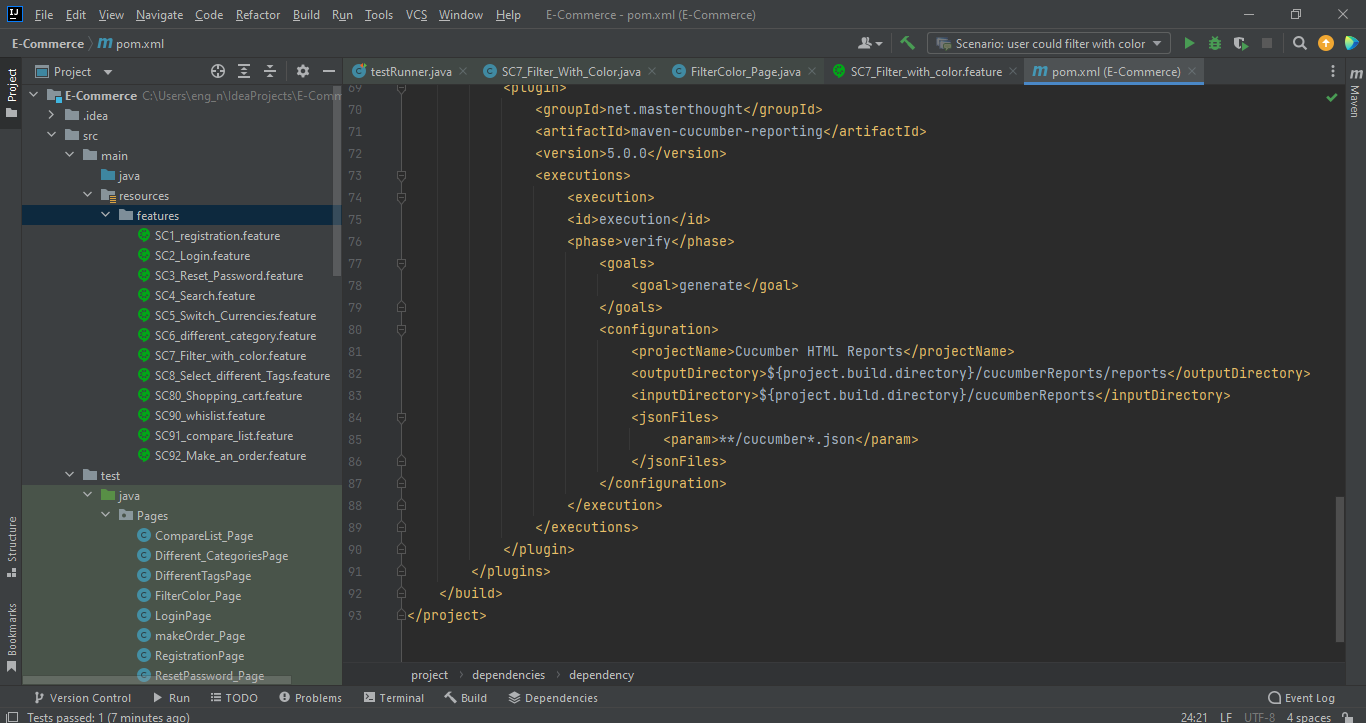 File Edit View Navigate Code Refactor Build Run Tools VCS Window Help E-Commerce - pom.xml (E-Commerce)
E-Commerce pom.xml
Scenario: user could filter with color
Project
testRunner.java
SC7_Filter_With_Color.java
FilterColor_Page.java
SC7_Filter_with_color.feature
pom.xml (E-Commerce)
Project
Structure
Bookmarks
Maven
E-Commerce C:\Users\eng_n\IdeaProjects\E-Comm
.idea
src
main
java
resources
features
SC1_registration.feature
SC2_Login.feature
SC3_Reset_Password.feature
SC4_Search.feature
SC5_Switch_Currencies.feature
SC6_different_category.feature
SC7_Filter_with_color.feature
SC8_Select_different_Tags.feature
SC80_Shopping_cart.feature
SC90_whislist.feature
SC91_compare_list.feature
SC92_Make_an_order.feature
test
java
Pages
CompareList_Page
Different_CategoriesPage
DifferentTagsPage
FilterColor_Page
LoginPage
makeOrder_Page
RegistrationPage
ResetPassword_Page
69 <plugin>
70 <groupId>net.masterthought</groupId>
71 <artifactId>maven-cucumber-reporting</artifactId>
72 <version>5.0.0</version>
73 <executions>
74 <execution>
75 <id>execution</id>
76 <phase>verify</phase>
77 <goals>
78 <goal>generate</goal>
79 </goals>
80 <configuration>
81 <projectName>Cucumber HTML Reports</projectName>
82 <outputDirectory>${project.build.directory}/cucumberReports/reports</outputDirectory>
83 <inputDirectory>${project.build.directory}/cucumberReports</inputDirectory>
84 <jsonFiles>
85 <param>**/cucumber*.json</param>
86 </jsonFiles>
87 </configuration>
88 </execution>
89 </executions>
90 </plugin>
91 </plugins>
92 </build>
93 </project>
project dependencies dependency
Version Control Run TODO Problems Terminal Build Dependencies Event Log
Tests passed: 1 (7 minutes ago) 24:21 LF UTF-8 4 spaces